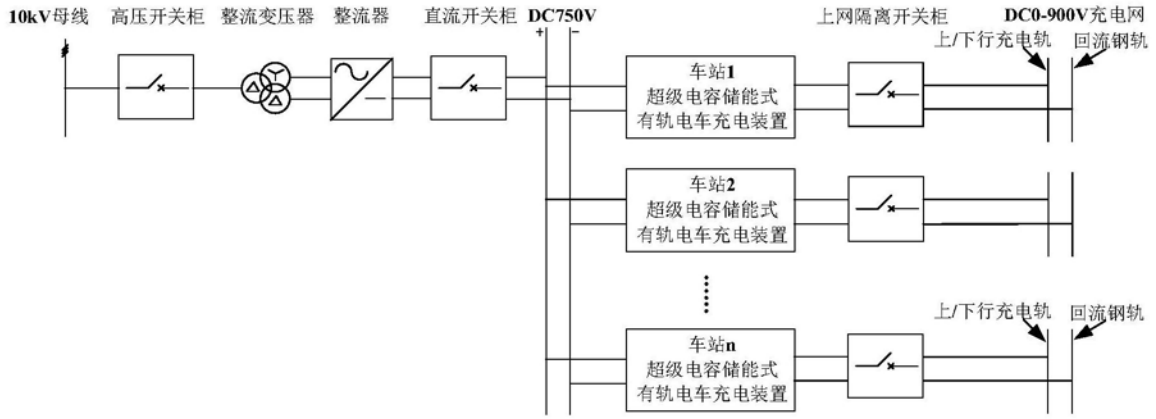 10kV母线
高压开关柜
整流变压器
整流器
直流开关柜
DC750V
上网隔离开关柜
DC0-900V充电网
+
−
上/下行充电轨
回流钢轨
车站1
超级电容储能式
有轨电车充电装置
车站2
超级电容储能式
有轨电车充电装置
上/下行充电轨
回流钢轨
车站n
超级电容储能式
有轨电车充电装置